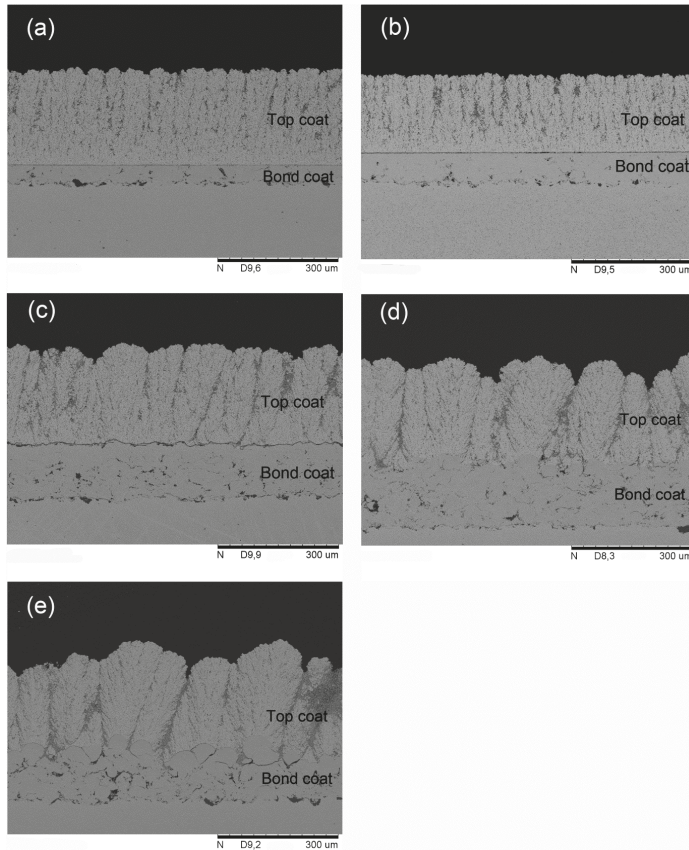 (a)
Top coat
Bond coat
N D9,6 300 um
(b)
Top coat
Bond coat
N D9,5 300 um
(c)
Top coat
Bond coat
N D9,9 300 um
(d)
Top coat
Bond coat
N D8,3 300 um
(e)
Top coat
Bond coat
N D9,2 300 um